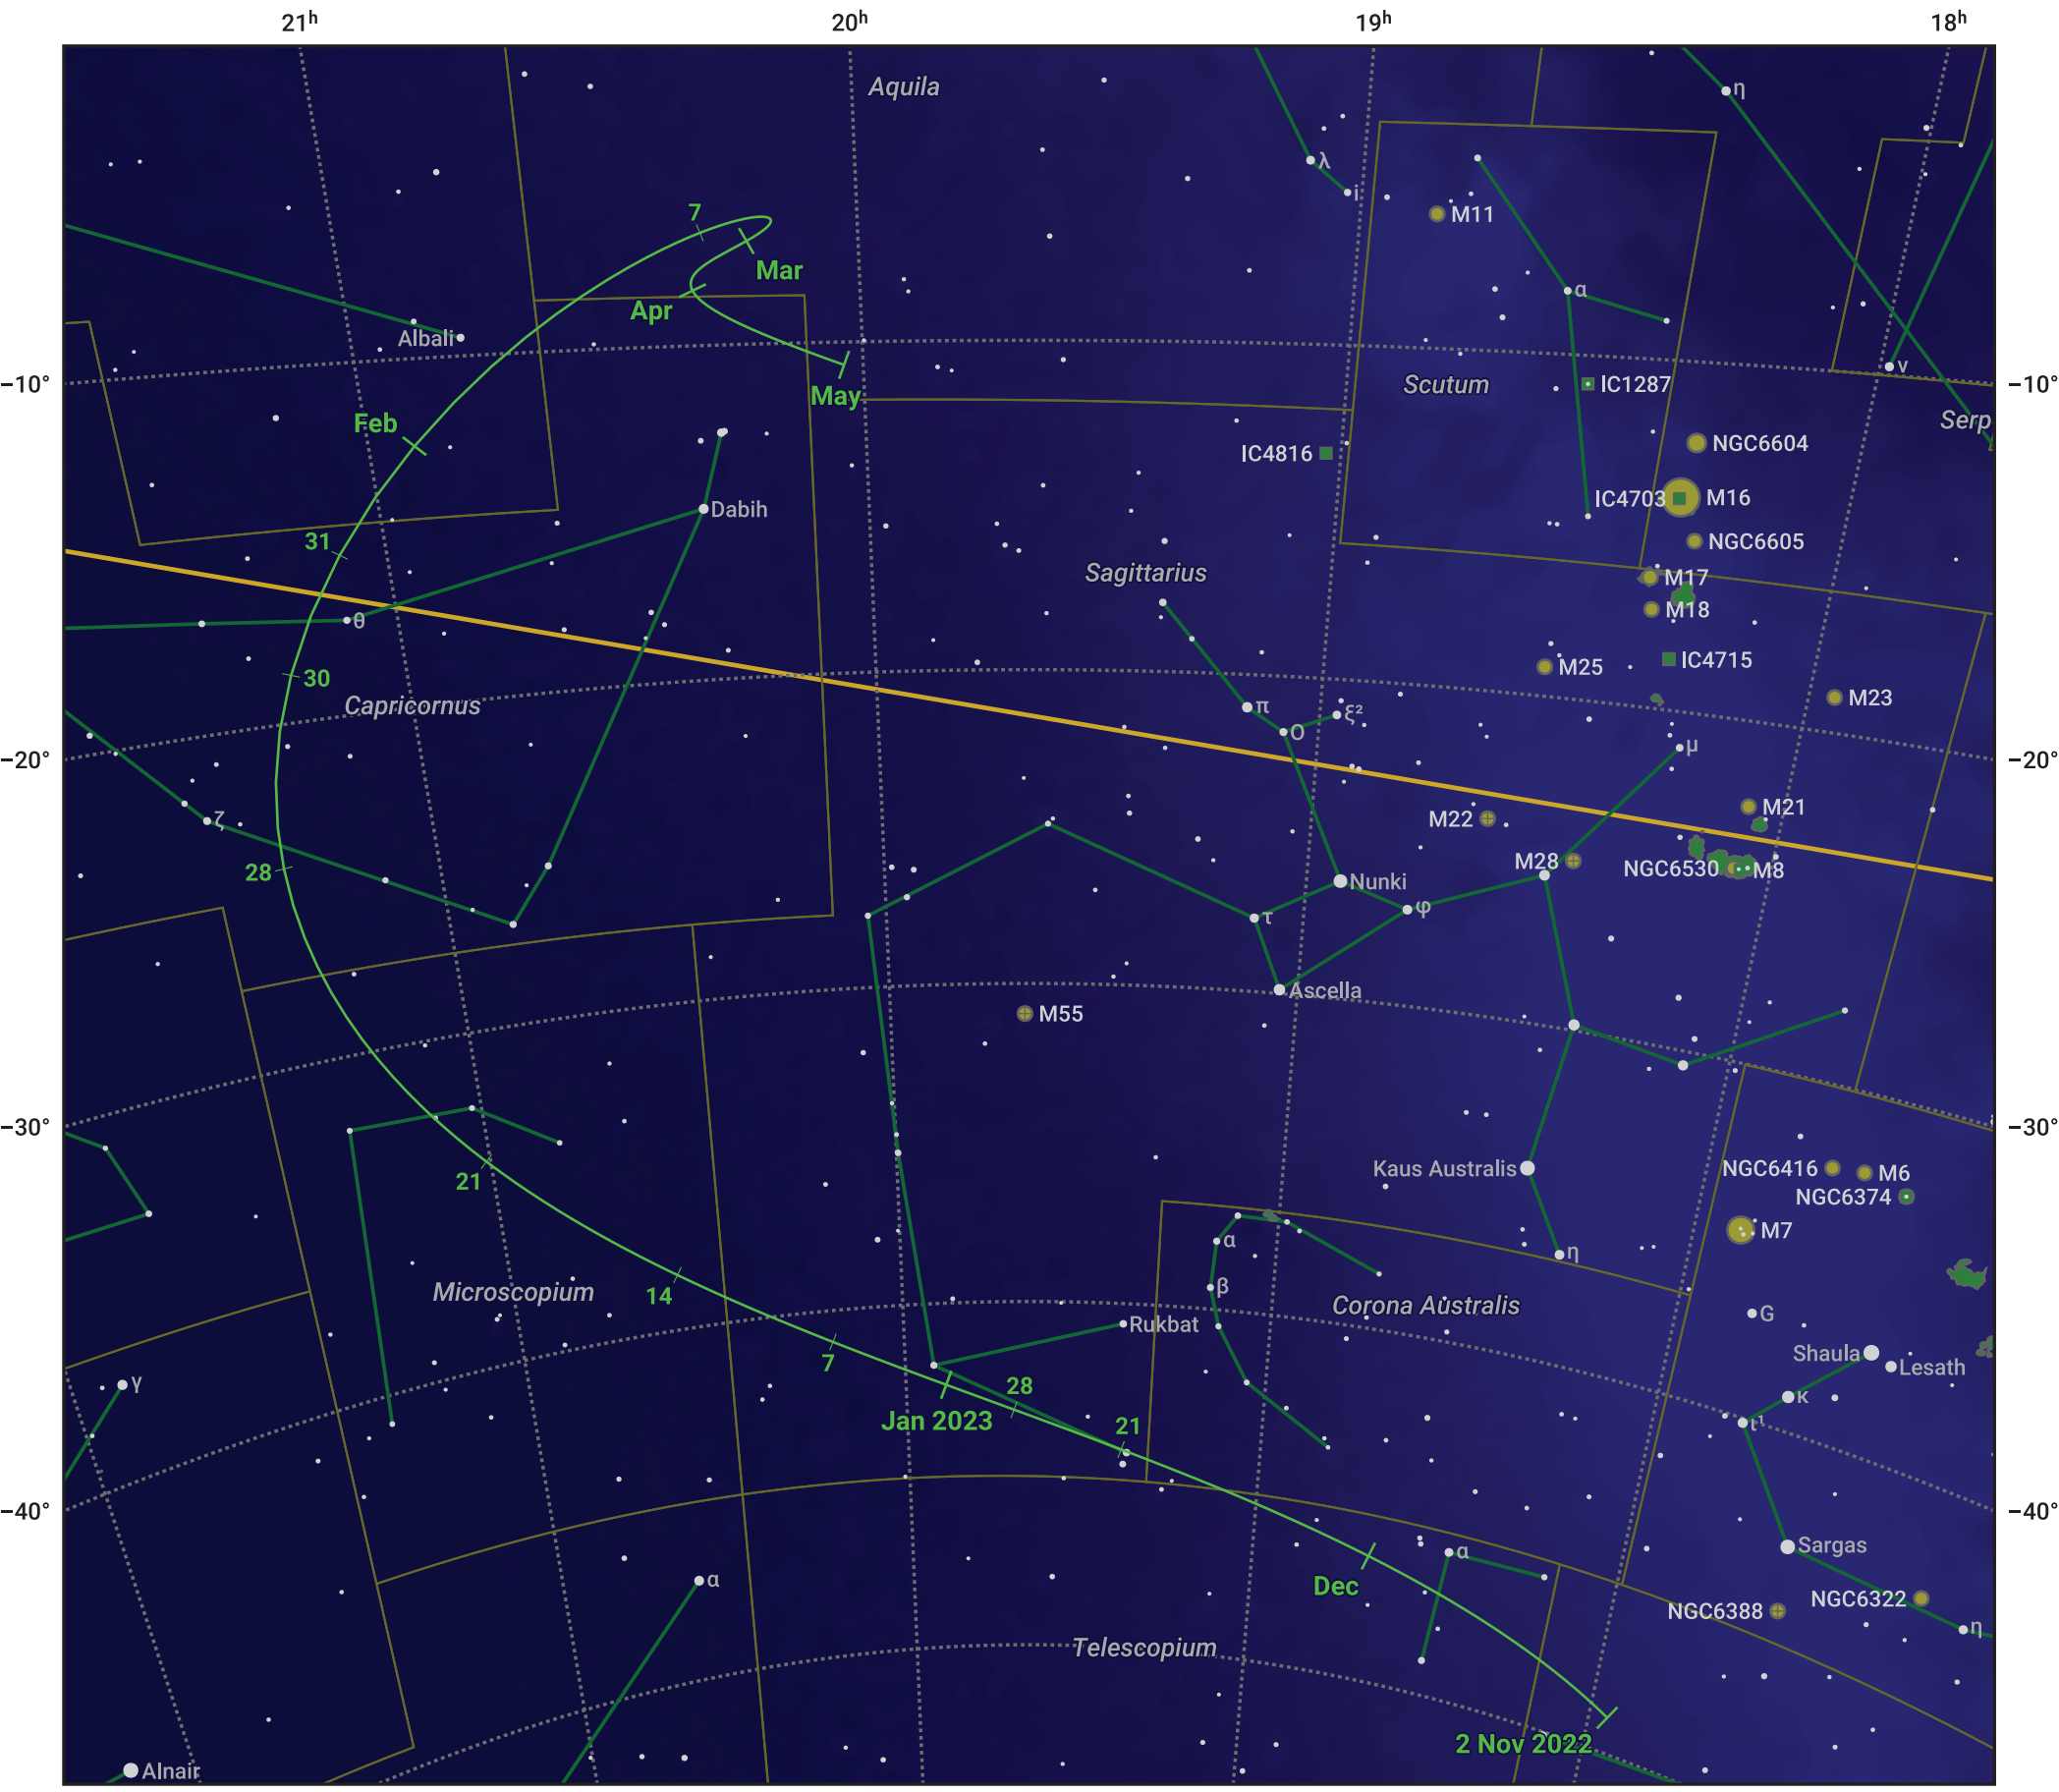 21h 20h 19h 18h
Aquila
η
λ
i
7
M11
Mar
α
Apr
Albali
ν
−10° −10°
May
Scutum
IC1287
Feb
Serp
IC4816
NGC6604
IC4703 M16
Dabih
31
NGC6605
Sagittarius
M17
M18
θ
IC4715
M25
30
M23
Capricornus
π
ξ²
ο
μ
−20° −20°
M21
ζ
M22
M28
NGC6530 M8
28
Nunki
φ
τ
Ascella
M55
−30° −30°
Kaus Australis
NGC6416
M6
21
NGC6374
M7
α
η
β
Microscopium
14
Corona Australis
G
Rukbat
Shaula
7
Lesath
γ
28
κ
Jan 2023
21
ι¹
−40° −40°
Sargas
α
α
Dec
NGC6322
NGC6388
η
Telescopium
2 Nov 2022
Alnair